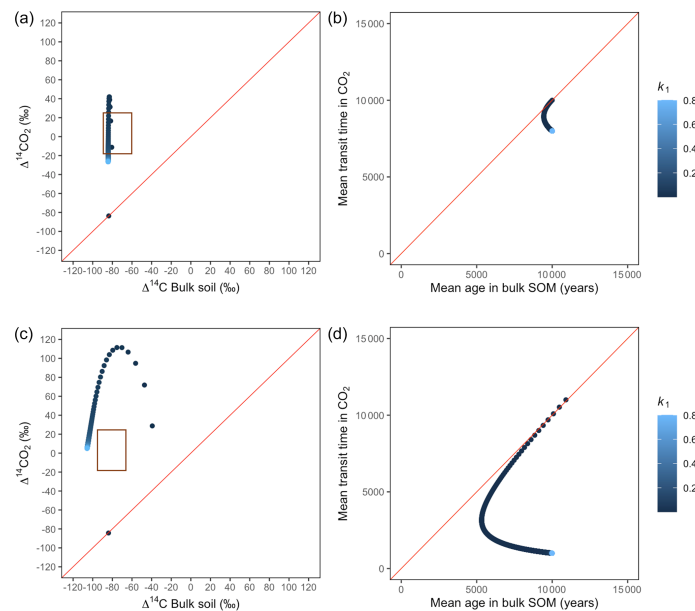 (a)
120
100
80
60
40
20
0
-20
-40
-60
-80
-100
-120
Δ¹⁴CO₂ (‰)
-120 -100 -80 -60 -40 -20 0 20 40 60 80 100 120
Δ¹⁴C Bulk soil (‰)
(b)
15000
10000
5000
0
Mean transit time in CO₂
0 5000 10000 15000
Mean age in bulk SOM (years)
k₁
0.8
0.6
0.4
0.2
(c)
120
100
80
60
40
20
0
-20
-40
-60
-80
-100
-120
Δ¹⁴CO₂ (‰)
-120 -100 -80 -60 -40 -20 0 20 40 60 80 100 120
Δ¹⁴C Bulk soil (‰)
(d)
15000
10000
5000
0
Mean transit time in CO₂
0 5000 10000 15000
Mean age in bulk SOM (years)
k₁
0.8
0.6
0.4
0.2